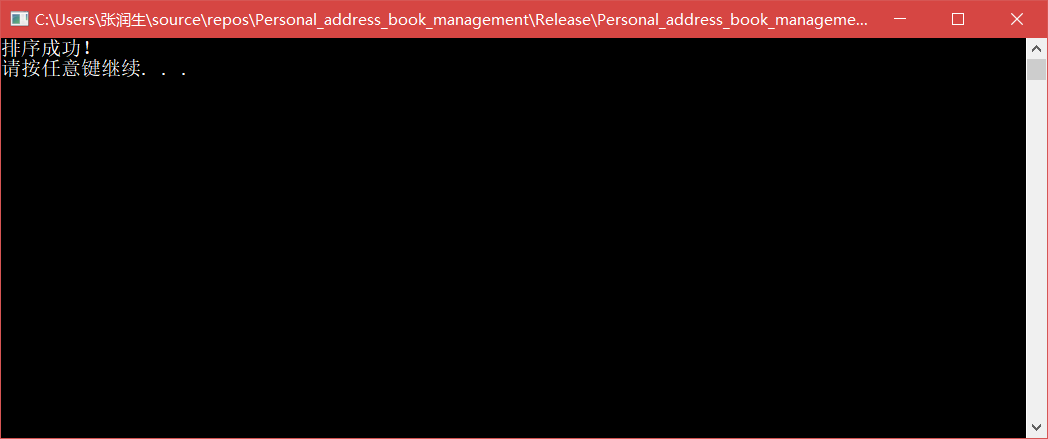 C:\Users\张润生\source\repos\Personal_address_book_management\Release\Personal_address_book_manageme...
排序成功！
请按任意键继续. . .